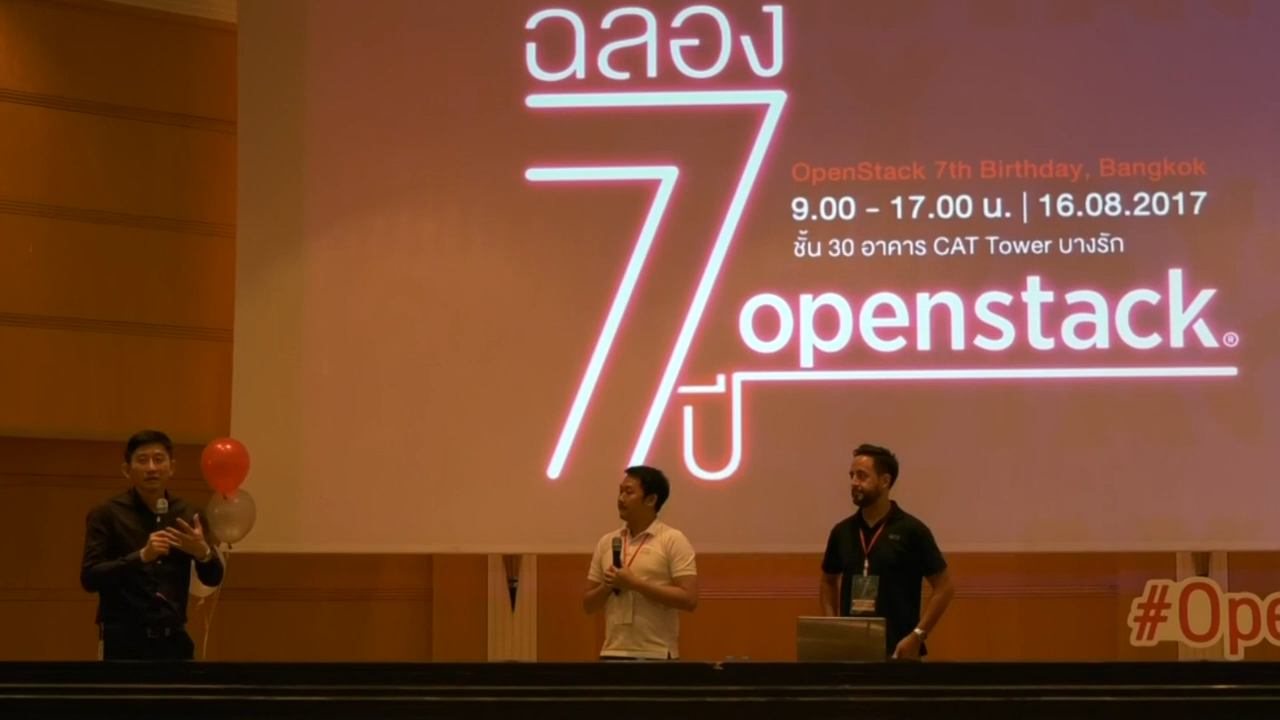 ฉลอง
7
ปี
openstack®
OpenStack 7th Birthday, Bangkok
9.00 - 17.00 น. | 16.08.2017
ชั้น 30 อาคาร CAT Tower บางรัก
#Ope